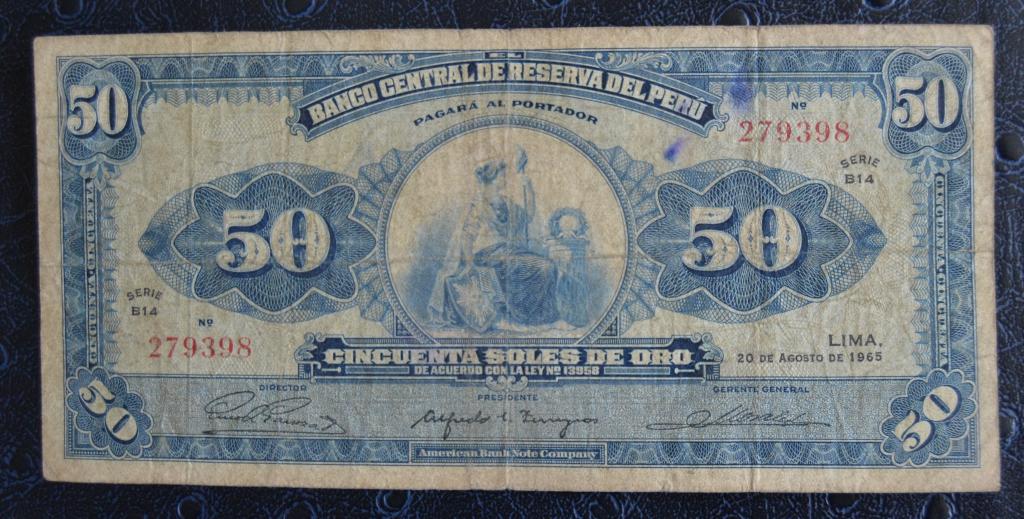 EL
BANCO CENTRAL DE RESERVA DEL PERU
PAGARÁ AL PORTADOR
50
50
Nº
279398
SERIE
B14
50
50
CINCUENTA
CINCUENTA
SERIE
B14
Nº
279398
CINCUENTA SOLES DE ORO
DE ACUERDO CON LA LEY Nº 13958
LIMA,
20 DE AGOSTO DE 1965
DIRECTOR
PRESIDENTE
GERENTE GENERAL
50
50
American Bank Note Company